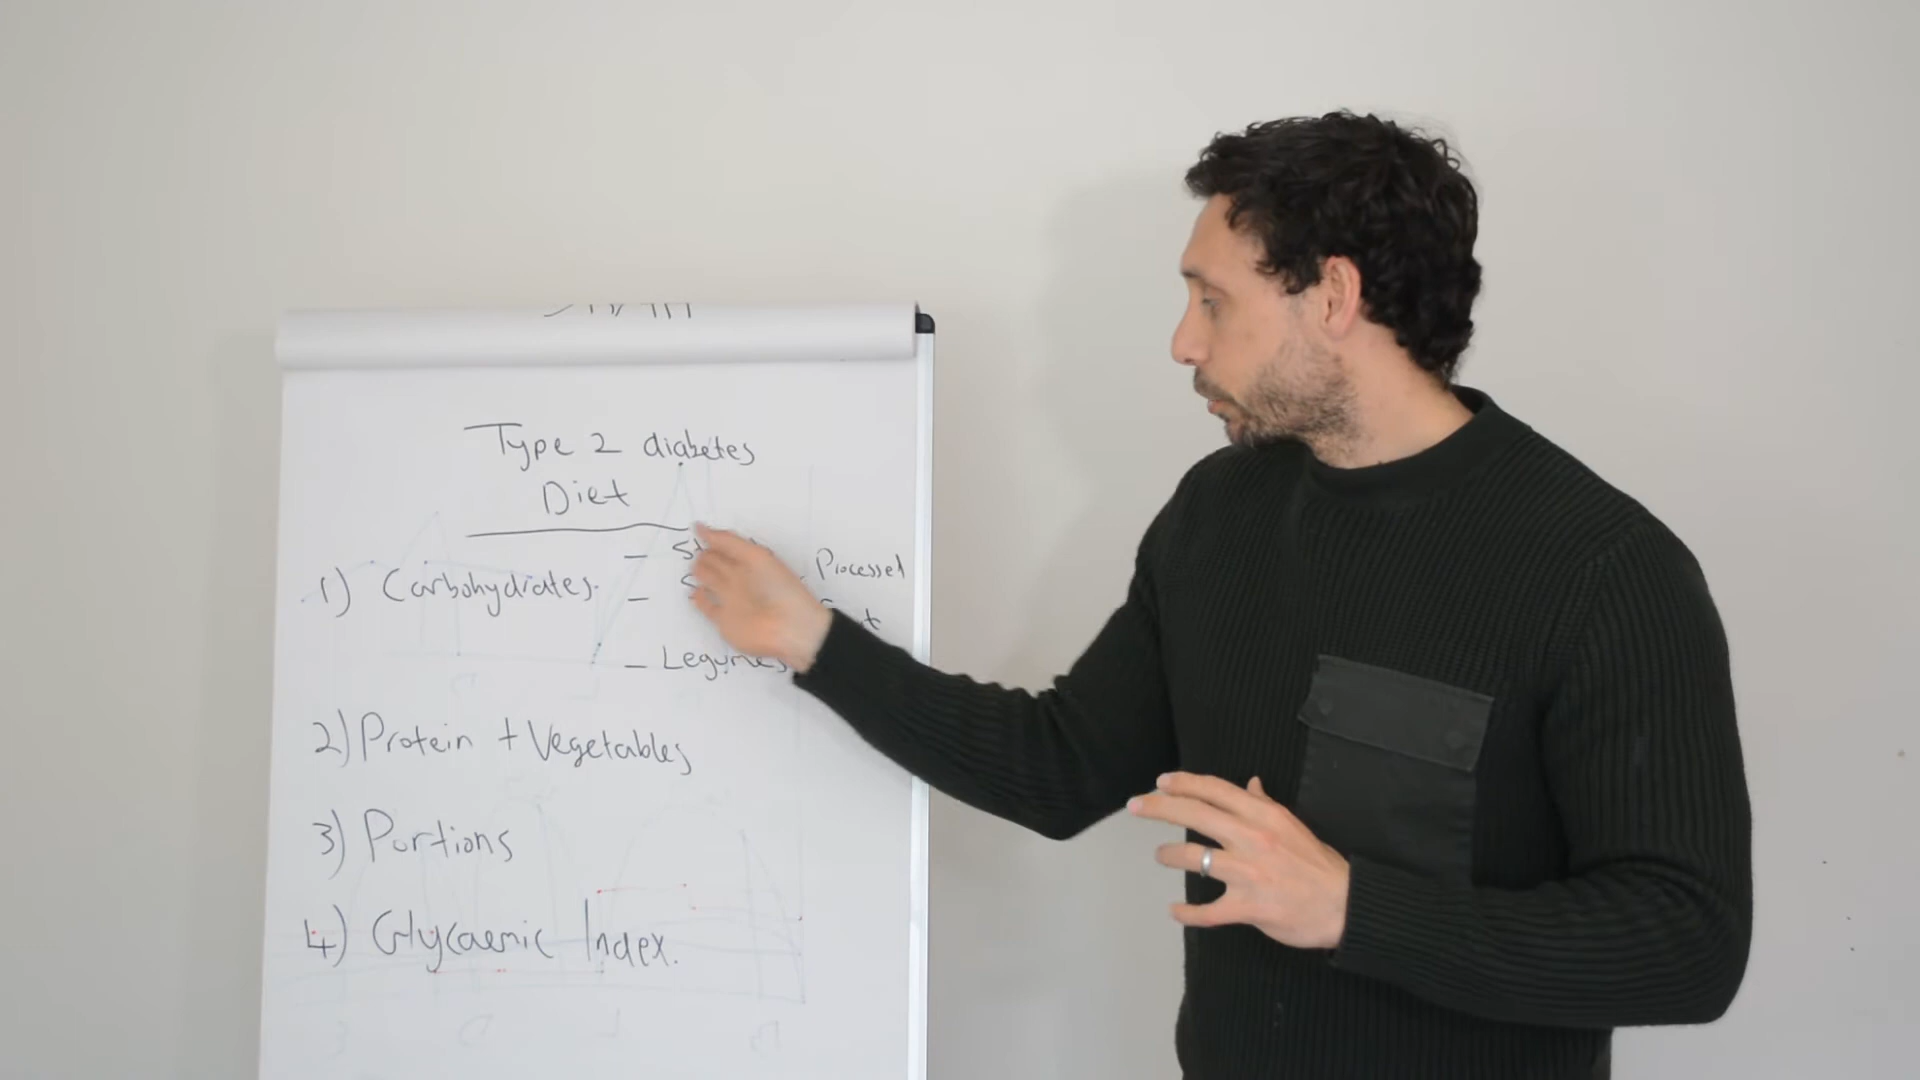 Type 2 diabetes
Diet
1) Carbohydrates.
Processed
— Legumes
2) Protein + Vegetables
3) Portions
4) Glycaemic Index.